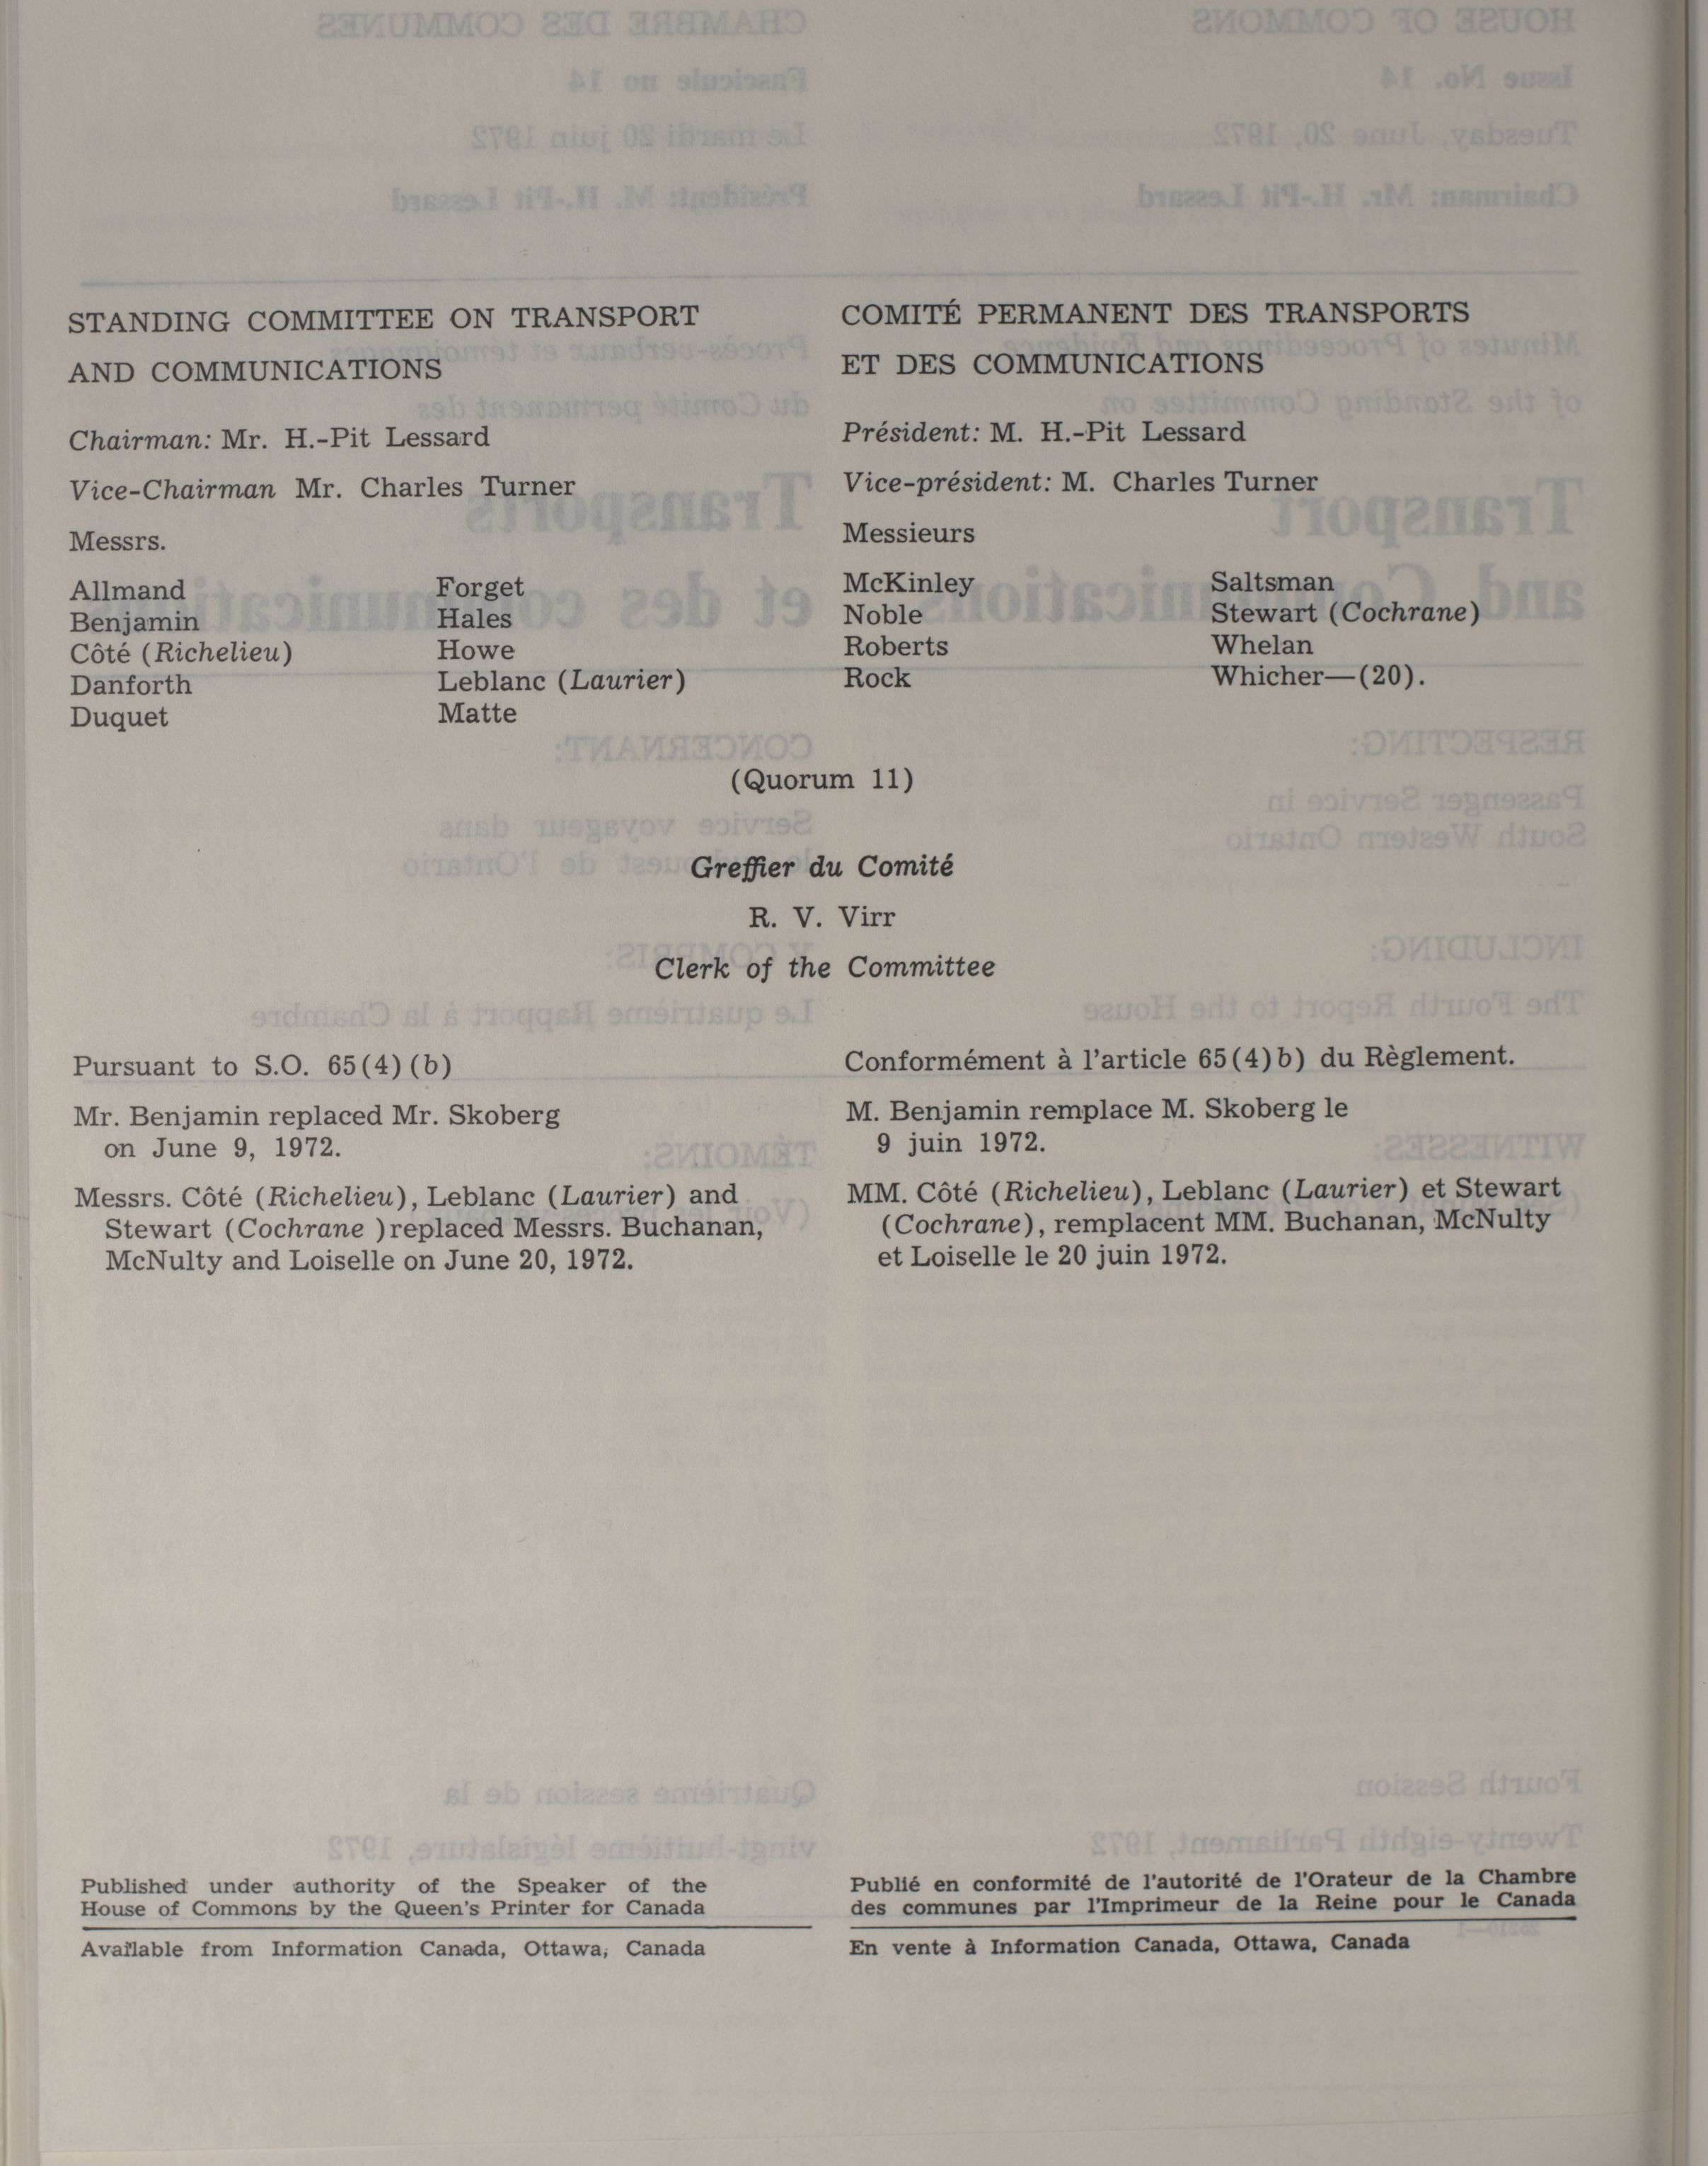 STANDING COMMITTEE ON TRANSPORT
AND COMMUNICATIONS
Chairman: Mr. H.-Pit Lessard
Vice-Chairman Mr. Charles Turner
Messrs.
Allmand
Benjamin
Côté (Richelieu)
Danforth
Duquet
Forget
Hales
Howe
Leblanc (Laurier)
Matte
COMITÉ PERMANENT DES TRANSPORTS
ET DES COMMUNICATIONS
Président: M. H.-Pit Lessard
Vice-président: M. Charles Turner
Messieurs
McKinley
Noble
Roberts
Rock
Saltsman
Stewart (Cochrane)
Whelan
Whicher—(20).
(Quorum 11)
Greffier du Comité
R. V. Virr
Clerk of the Committee
Pursuant to S.O. 65(4)(b)
Mr. Benjamin replaced Mr. Skoberg
on June 9, 1972.
Messrs. Côté (Richelieu), Leblanc (Laurier) and
Stewart (Cochrane )replaced Messrs. Buchanan,
McNulty and Loiselle on June 20, 1972.
Conformément à l'article 65(4)b) du Règlement.
M. Benjamin remplace M. Skoberg le
9 juin 1972.
MM. Côté (Richelieu), Leblanc (Laurier) et Stewart
(Cochrane), remplacent MM. Buchanan, McNulty
et Loiselle le 20 juin 1972.
Published under authority of the Speaker of the
House of Commons by the Queen's Printer for Canada
Available from Information Canada, Ottawa, Canada
Publié en conformité de l'autorité de l'Orateur de la Chambre
des communes par l'Imprimeur de la Reine pour le Canada
En vente à Information Canada, Ottawa, Canada